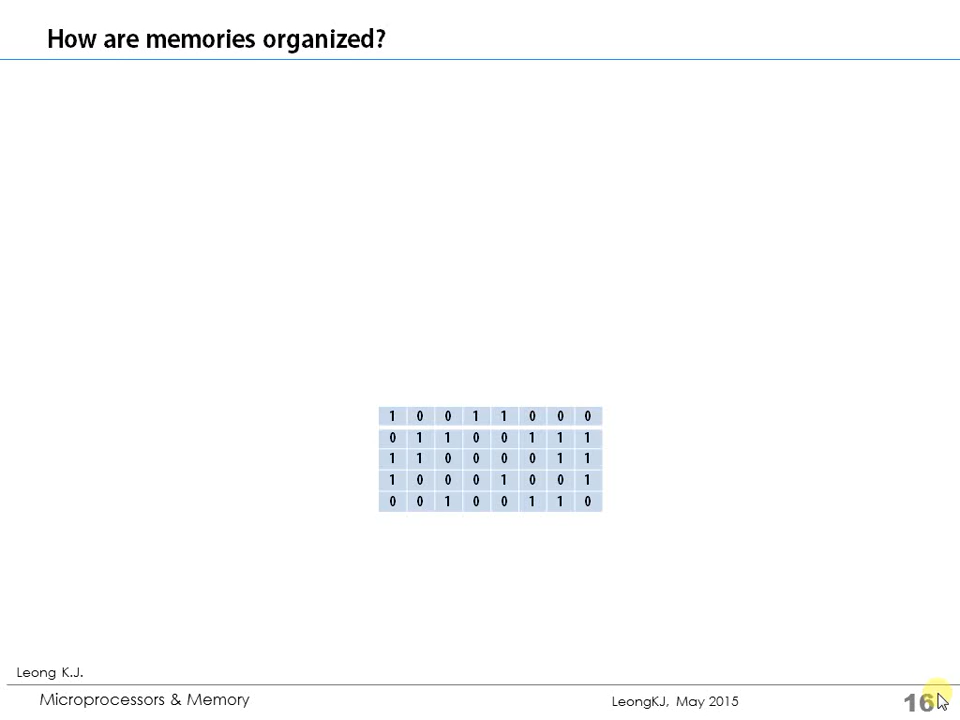 How are memories organized?
1 0 0 1 1 0 0 0
0 1 1 0 0 1 1 1
1 1 0 0 0 0 1 1
1 0 0 0 1 0 0 1
0 0 1 0 0 1 1 0
Leong K.J.
Microprocessors & Memory LeongKJ, May 2015 16